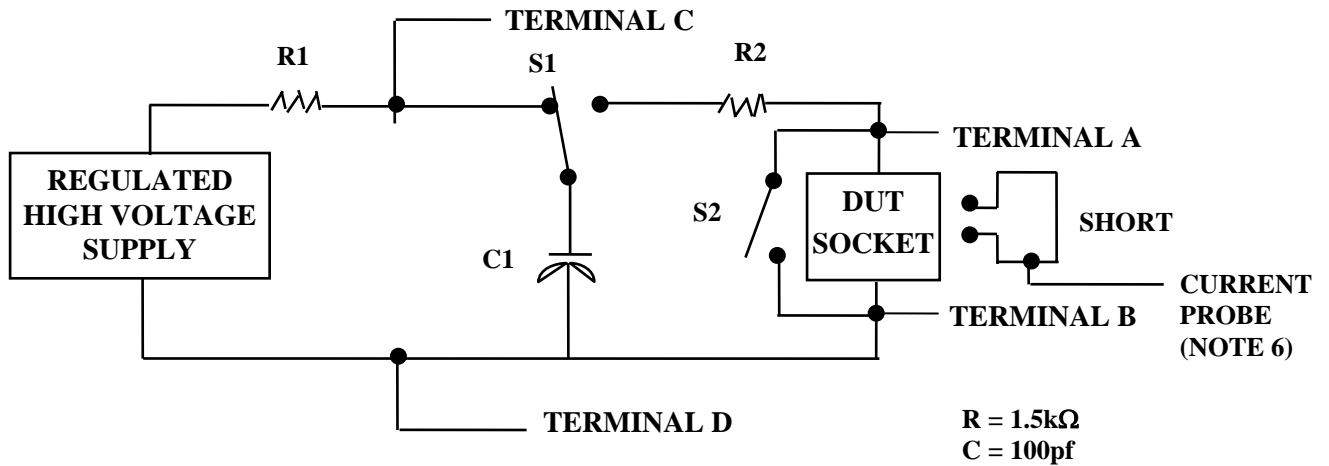 TERMINAL C
R1
S1
R2
TERMINAL A
REGULATED
HIGH VOLTAGE
SUPPLY
S2
DUT
SOCKET
SHORT
C1
CURRENT
PROBE
(NOTE 6)
TERMINAL B
TERMINAL D
R = 1.5kΩ
C = 100pf